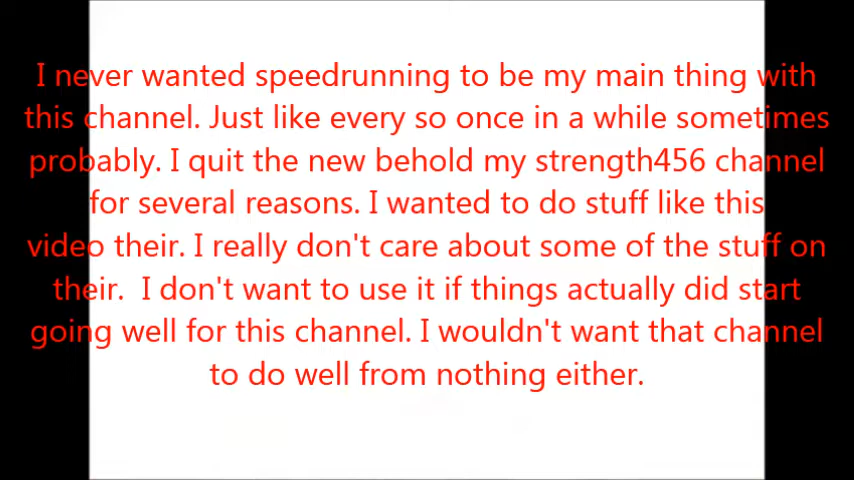 I never wanted speedrunning to be my main thing with
this channel. Just like every so once in a while sometimes
probably. I quit the new behold my strength456 channel
for several reasons. I wanted to do stuff like this
video their. I really don't care about some of the stuff on
their.  I don't want to use it if things actually did start
going well for this channel. I wouldn't want that channel
to do well from nothing either.